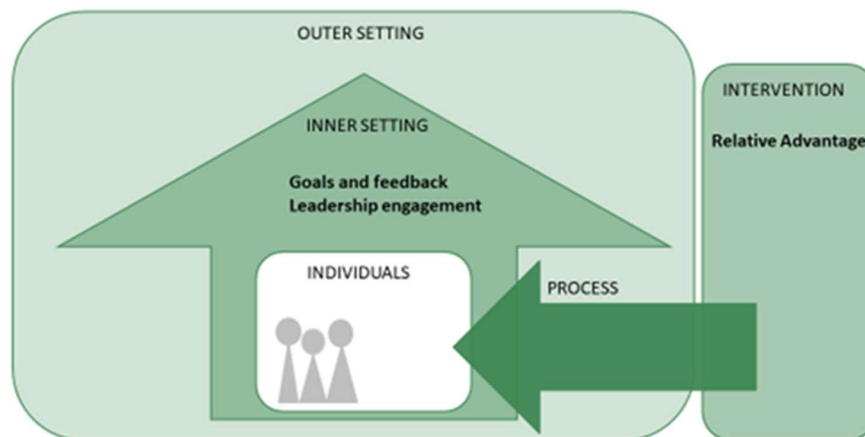 OUTER SETTING
INTERVENTION
Relative Advantage
INNER SETTING
Goals and feedback
Leadership engagement
INDIVIDUALS
PROCESS